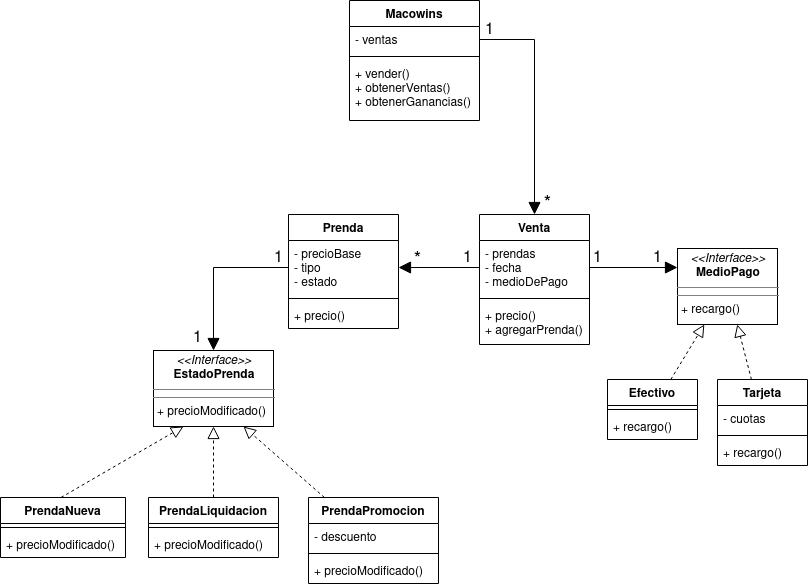 Macowins
- ventas
+ vender()
+ obtenerVentas()
+ obtenerGanancias()
1
*
Prenda
- precioBase
- tipo
- estado
+ precio()
1
*
1
Venta
- prendas
- fecha
- medioDePago
+ precio()
+ agregarPrenda()
1
1
<<Interface>>
MedioPago
+ recargo()
1
<<Interface>>
EstadoPrenda
+ precioModificado()
Efectivo
+ recargo()
Tarjeta
- cuotas
+ recargo()
PrendaNueva
+ precioModificado()
PrendaLiquidacion
+ precioModificado()
PrendaPromocion
- descuento
+ precioModificado()